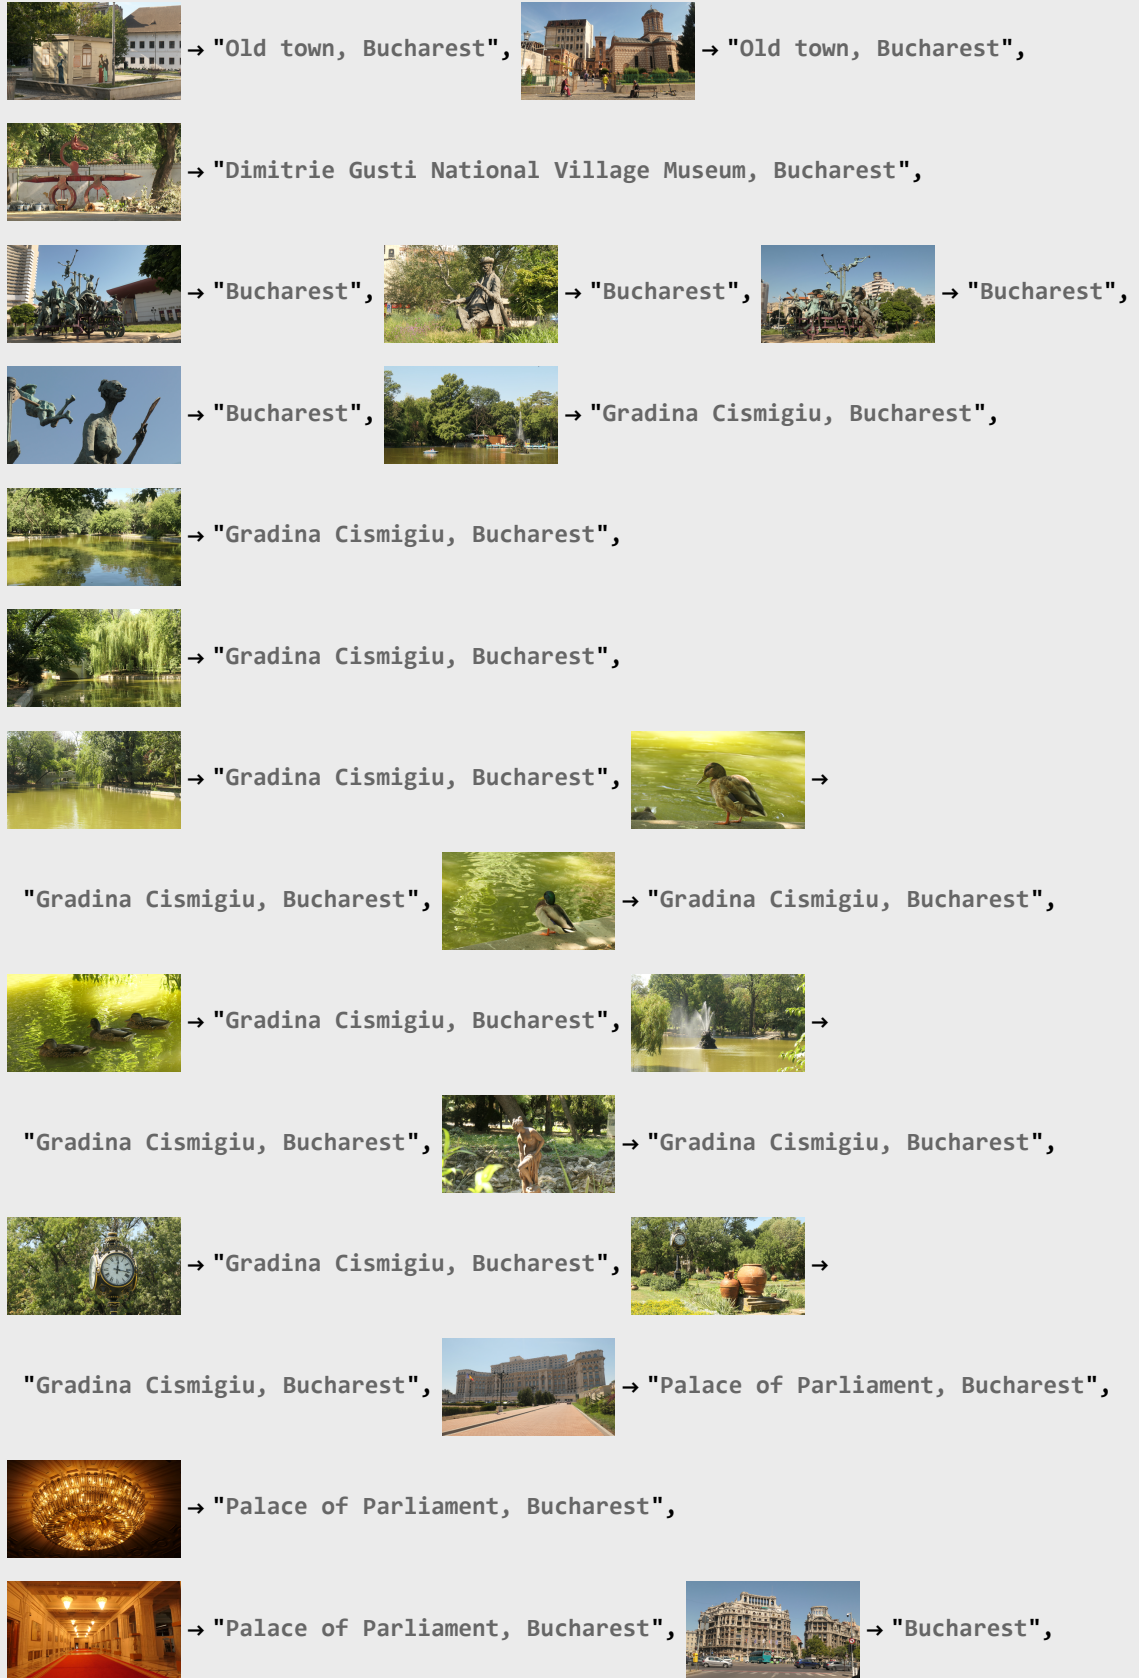 → "Old town, Bucharest", → "Old town, Bucharest",
→ "Dimitrie Gusti National Village Museum, Bucharest",
→ "Bucharest", → "Bucharest", → "Bucharest",
→ "Bucharest", → "Gradina Cismigiu, Bucharest",
→ "Gradina Cismigiu, Bucharest",
→ "Gradina Cismigiu, Bucharest",
→ "Gradina Cismigiu, Bucharest", →
"Gradina Cismigiu, Bucharest", → "Gradina Cismigiu, Bucharest",
→ "Gradina Cismigiu, Bucharest", →
"Gradina Cismigiu, Bucharest", → "Gradina Cismigiu, Bucharest",
→ "Gradina Cismigiu, Bucharest", →
"Gradina Cismigiu, Bucharest", → "Palace of Parliament, Bucharest",
→ "Palace of Parliament, Bucharest",
→ "Palace of Parliament, Bucharest", → "Bucharest",